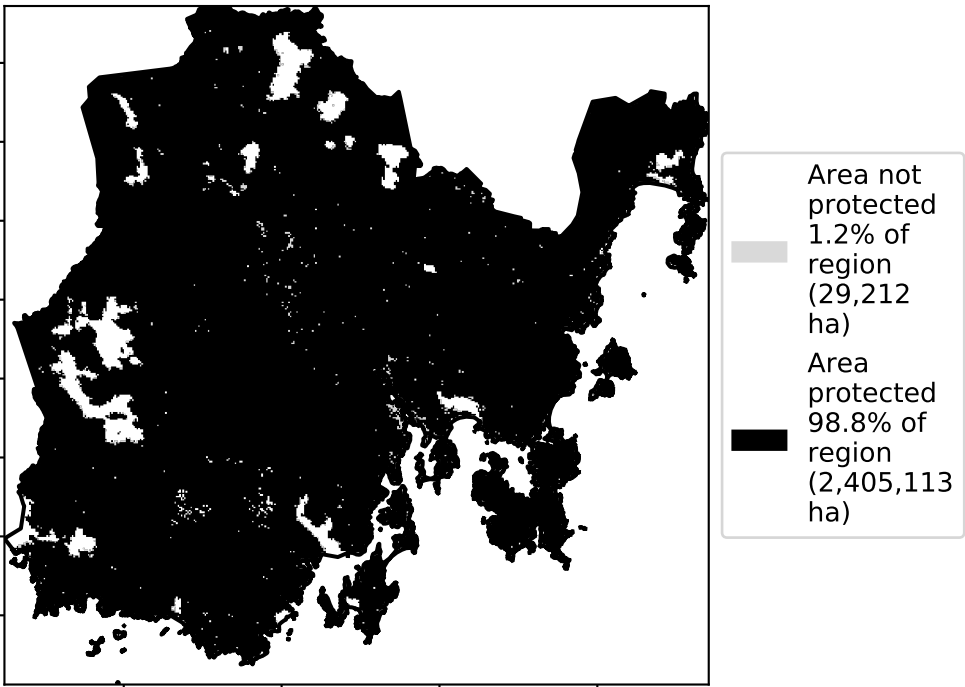 Area not
protected
1.2% of
region
(29,212
ha)
Area
protected
98.8% of
region
(2,405,113
ha)